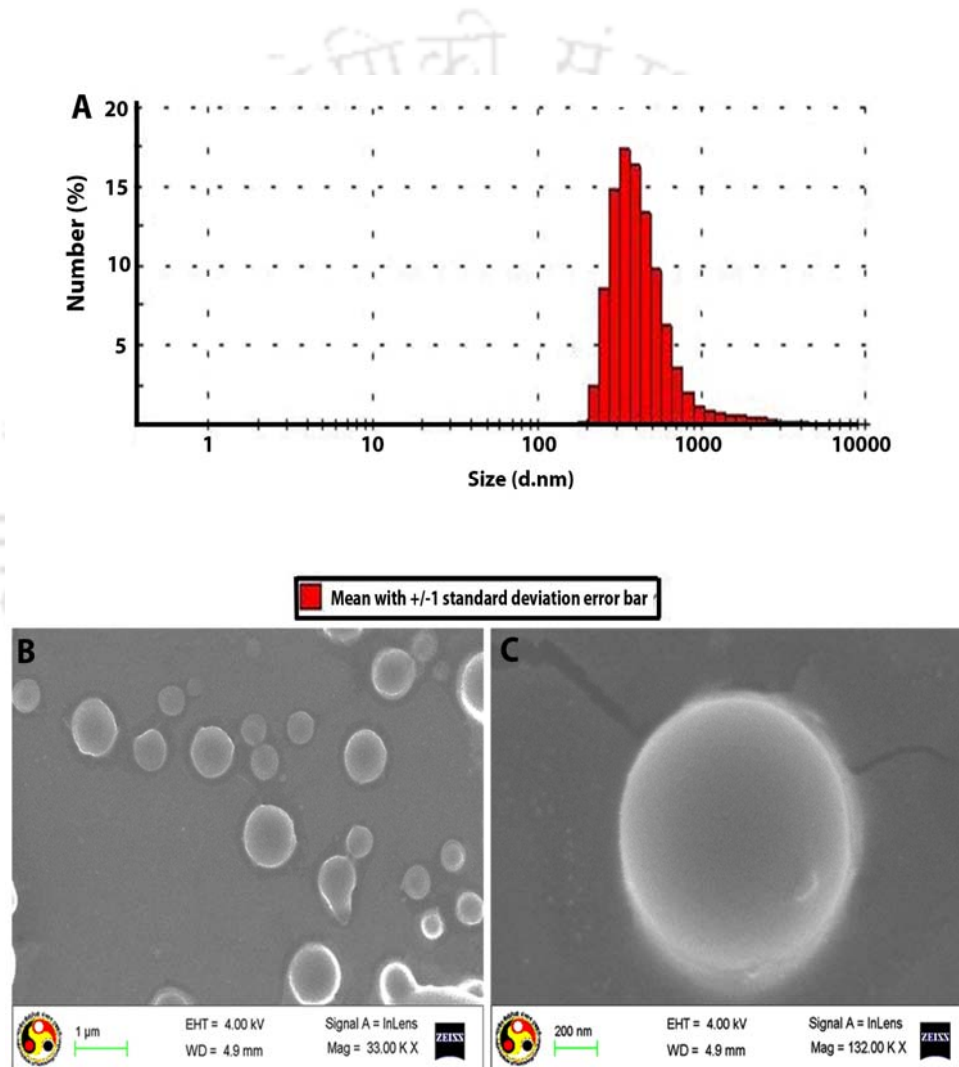 A
20
15
10
5
Number (%)
1 10 100 1000 10000
Size (d.nm)
Mean with +/-1 standard deviation error bar
B
C
1 µm
EHT = 4.00 kV
Signal A = InLens
WD = 4.9 mm
Mag = 33.00 K X
ZEISS
200 nm
EHT = 4.00 kV
Signal A = InLens
WD = 4.9 mm
Mag = 132.00 K X
ZEISS